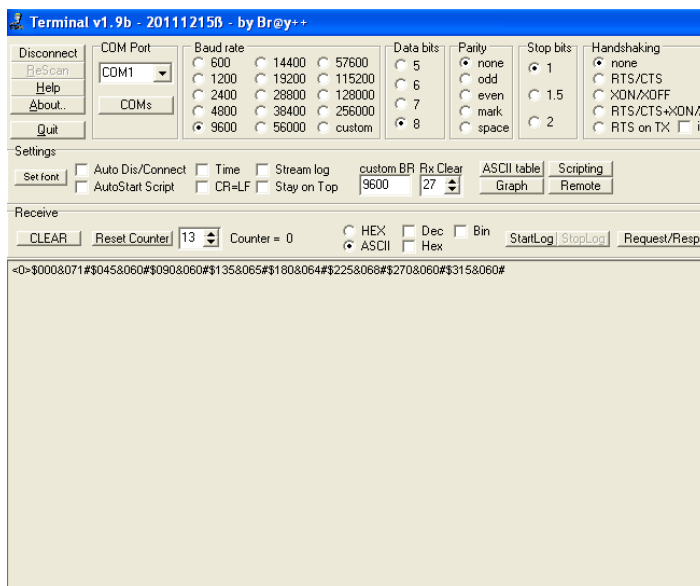 Terminal v1.9b - 20111215ß - by Br@y++
Disconnect
ReScan
Help
About..
Quit
COM Port
COM1
COMs
Baud rate
600 14400 57600
1200 19200 115200
2400 28800 128000
4800 38400 256000
9600 56000 custom
Data bits
5
6
7
8
Parity
none
odd
even
mark
space
Stop bits
1
1.5
2
Handshaking
none
RTS/CTS
XON/XOFF
RTS/CTS+XON/
RTS on TX
Settings
Set font
Auto Dis/Connect Time Stream log
AutoStart Script CR=LF Stay on Top
custom BR Rx Clear
9600 27
ASCII table Scripting
Graph Remote
Receive
CLEAR Reset Counter 13 Counter = 0
HEX Dec Bin
ASCII Hex
StartLog StopLog Request/Resp
<0>$000&071#$045&060#$090&060#$135&065#$180&064#$225&068#$270&060#$315&060#